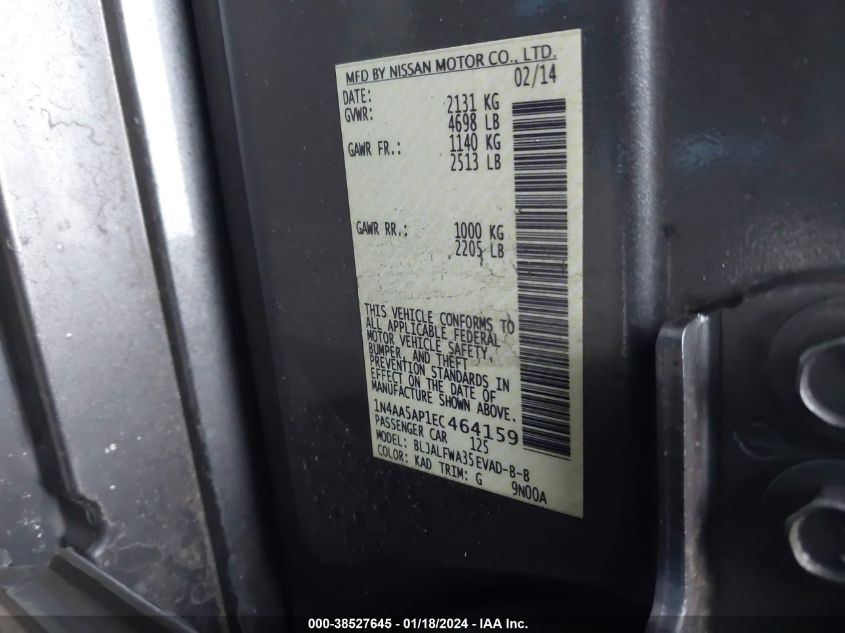 MFD BY NISSAN MOTOR CO., LTD.
DATE: 02/14
GVWR: 2131 KG
4698 LB
GAWR FR.: 1140 KG
2513 LB
GAWR RR.: 1000 KG
2205 LB
THIS VEHICLE CONFORMS TO
ALL APPLICABLE FEDERAL
MOTOR VEHICLE SAFETY,
BUMPER, AND THEFT
PREVENTION STANDARDS IN
EFFECT ON THE DATE OF
MANUFACTURE SHOWN ABOVE.
1N4AA5AP1EC464159
PASSENGER CAR 125
MODEL: BLJALFWA35EVAD-B-B
COLOR: KAD TRIM: G 9N00A
000-38527645 - 01/18/2024 - IAA Inc.